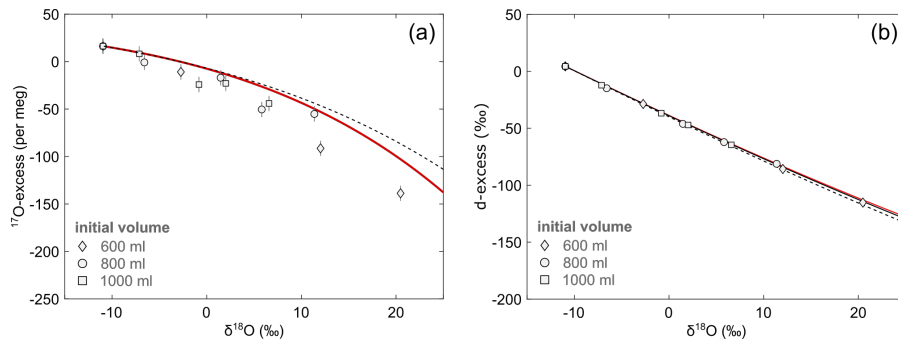 (a)
50
0
-50
-100
-150
-200
-250
¹⁷O-excess (per meg)
initial volume
600 ml
800 ml
1000 ml
-10
0
10
20
δ¹⁸O (‰)
(b)
50
0
-50
-100
-150
-200
d-excess (‰)
initial volume
600 ml
800 ml
1000 ml
-10
0
10
20
δ¹⁸O (‰)